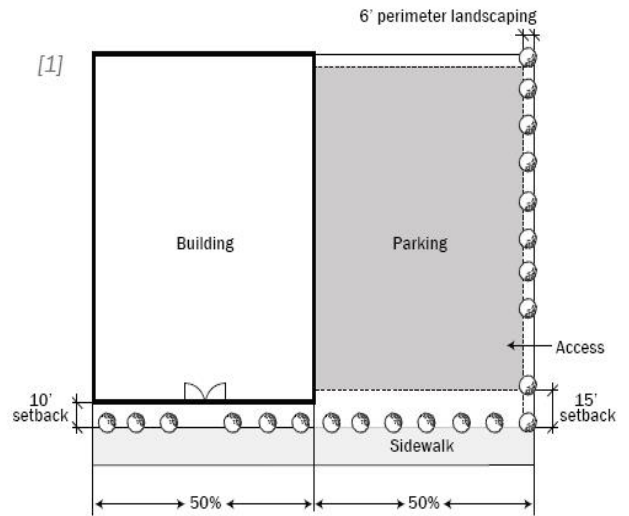 6' perimeter landscaping
[1]
Building
Parking
Access
10'
setback
15'
setback
Sidewalk
50%
50%